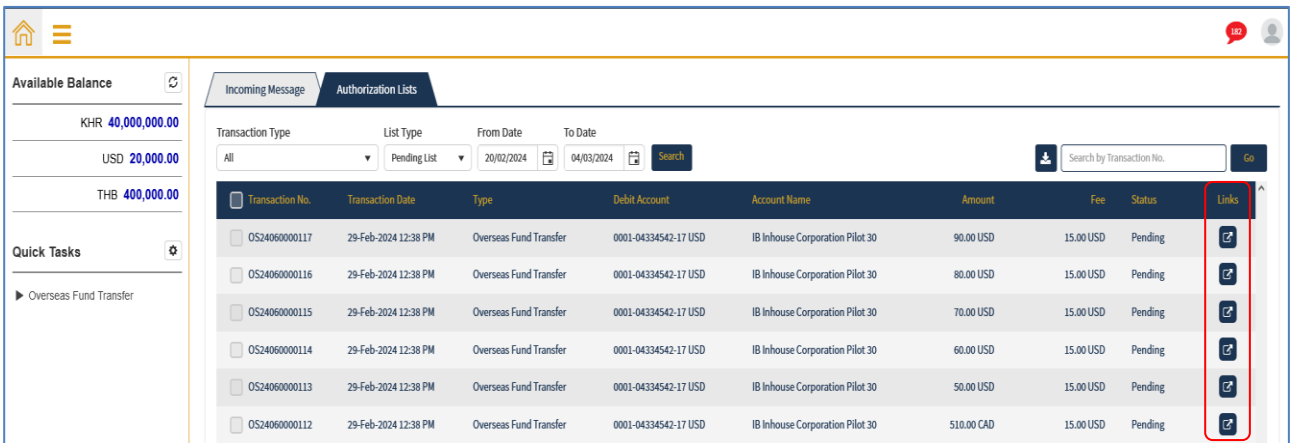 182
Available Balance
KHR 40,000,000.00
USD 20,000.00
THB 400,000.00
Quick Tasks
Overseas Fund Transfer
Incoming Message Authorization Lists
Transaction Type List Type From Date To Date
All Pending List 20/02/2024 04/03/2024 Search Search by Transaction No. Go
Transaction No. Transaction Date Type Debit Account Account Name Amount Fee Status Links
OS24060000117 29-Feb-2024 12:38 PM Overseas Fund Transfer 0001-04334542-17 USD IB Inhouse Corporation Pilot 30 90.00 USD 15.00 USD Pending
OS24060000116 29-Feb-2024 12:38 PM Overseas Fund Transfer 0001-04334542-17 USD IB Inhouse Corporation Pilot 30 80.00 USD 15.00 USD Pending
OS24060000115 29-Feb-2024 12:38 PM Overseas Fund Transfer 0001-04334542-17 USD IB Inhouse Corporation Pilot 30 70.00 USD 15.00 USD Pending
OS24060000114 29-Feb-2024 12:38 PM Overseas Fund Transfer 0001-04334542-17 USD IB Inhouse Corporation Pilot 30 60.00 USD 15.00 USD Pending
OS24060000113 29-Feb-2024 12:38 PM Overseas Fund Transfer 0001-04334542-17 USD IB Inhouse Corporation Pilot 30 50.00 USD 15.00 USD Pending
OS24060000112 29-Feb-2024 12:38 PM Overseas Fund Transfer 0001-04334542-17 USD IB Inhouse Corporation Pilot 30 510.00 CAD 15.00 USD Pending